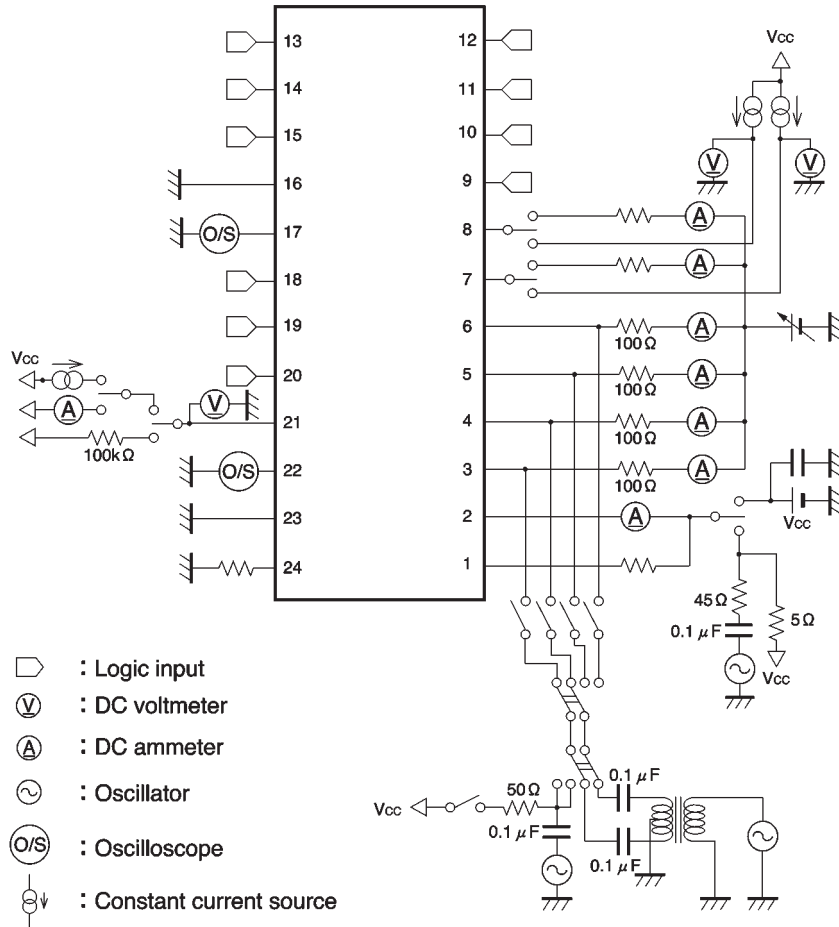 13 12
14 11
15 10
16 9
17 8
18 7
19 6
20 5
21 4
22 3
23 2
24 1
Vcc
V
V
A
A
A
100Ω
A
100Ω
A
100Ω
A
100Ω
A
O/S
Vcc
A
V
100kΩ
O/S
Vcc
45Ω
0.1 μF
5Ω
Vcc
: Logic input
V : DC voltmeter
A : DC ammeter
: Oscillator
O/S : Oscilloscope
: Constant current source
Vcc
50Ω
0.1 μF
0.1 μF
0.1 μF